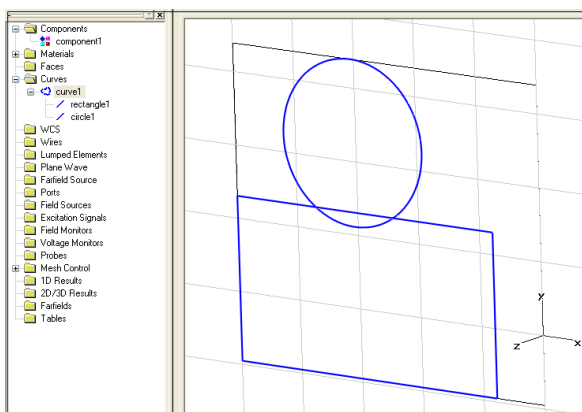 Components
component1
Materials
Faces
Curves
curve1
rectangle1
circle1
WCS
Wires
Lumped Elements
Plane Wave
Farfield Source
Ports
Field Sources
Excitation Signals
Field Monitors
Voltage Monitors
Probes
Mesh Control
1D Results
2D/3D Results
Farfields
Tables
y
z
x